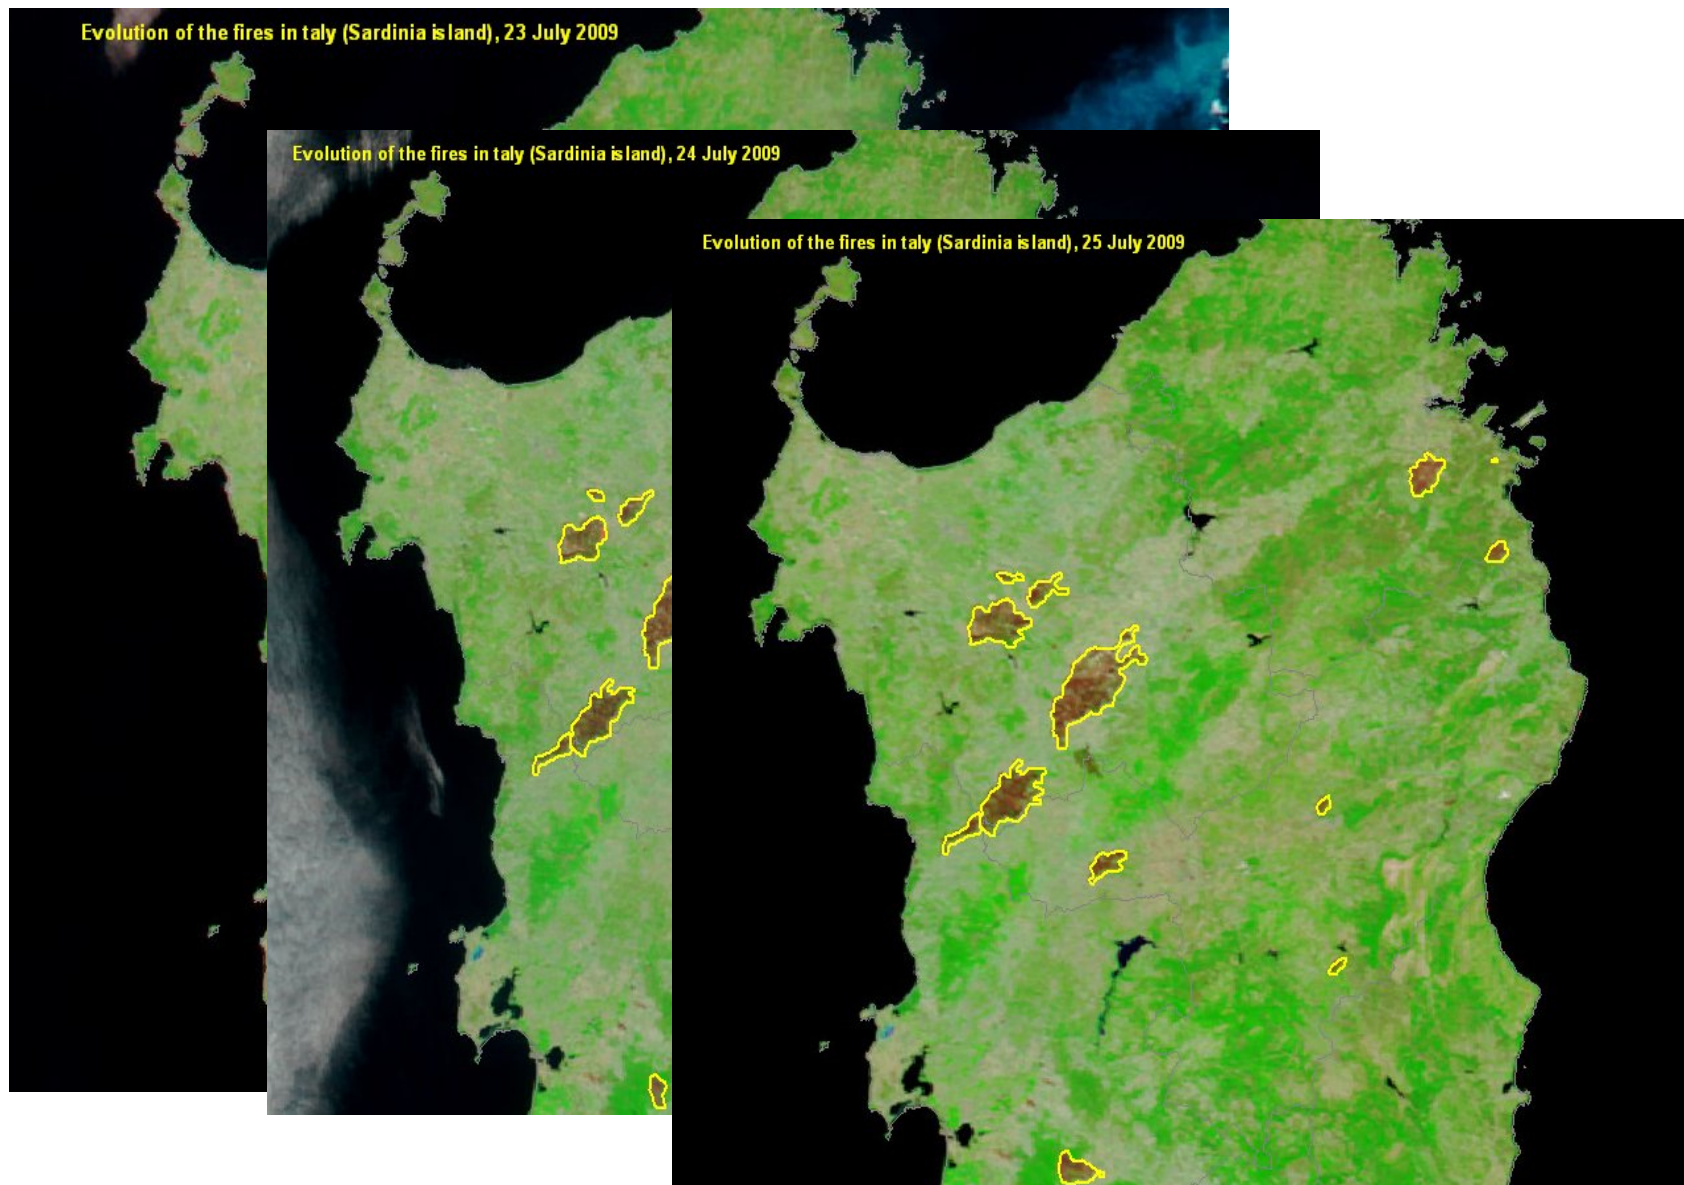 Evolution of the fires in taly (Sardinia island), 23 July 2009
Evolution of the fires in taly (Sardinia island), 24 July 2009
Evolution of the fires in taly (Sardinia island), 25 July 2009